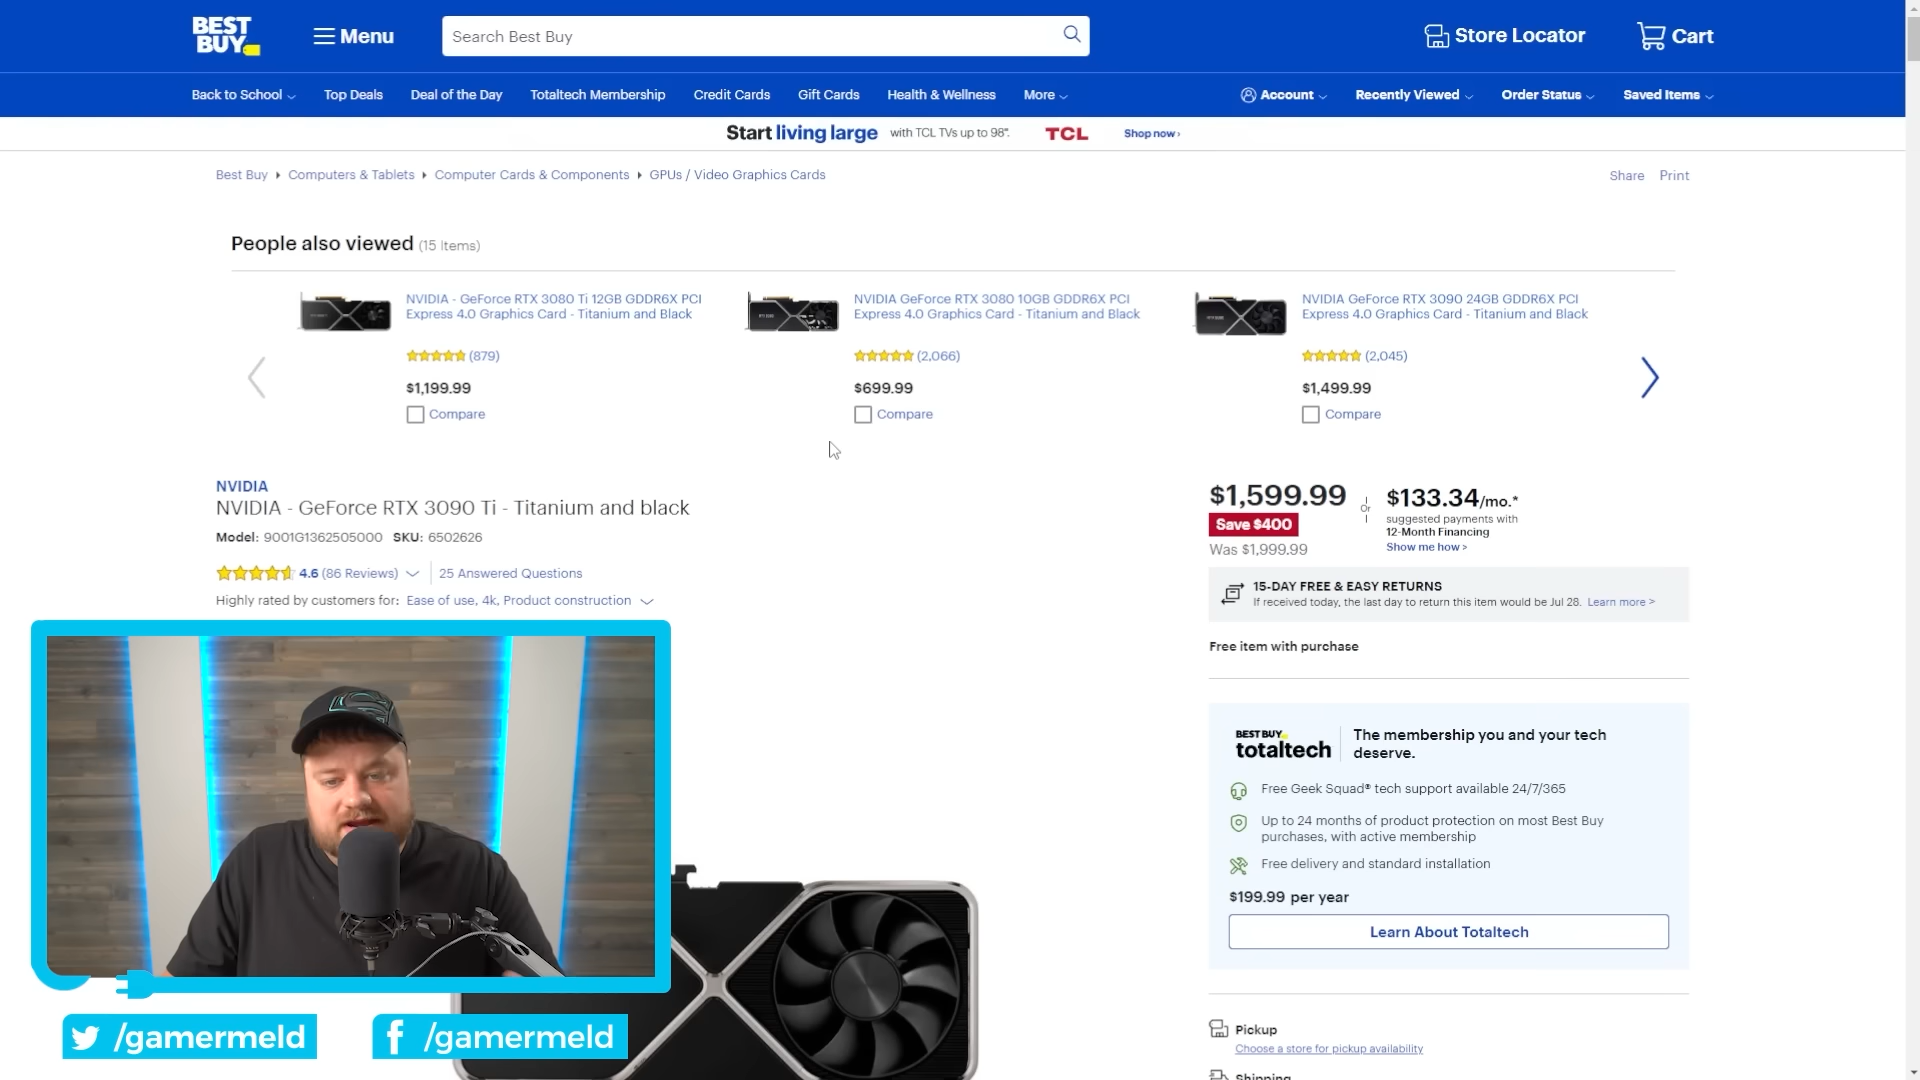 BEST BUY
Menu
Search Best Buy
Store Locator
Cart
Back to School
Top Deals
Deal of the Day
Totaltech Membership
Credit Cards
Gift Cards
Health & Wellness
More
Account
Recently Viewed
Order Status
Saved Items
Start living large with TCL TVs up to 98". TCL Shop now›
Best Buy
Computers & Tablets
Computer Cards & Components
GPUs / Video Graphics Cards
Share
Print
People also viewed (15 Items)
NVIDIA - GeForce RTX 3080 Ti 12GB GDDR6X PCI
Express 4.0 Graphics Card - Titanium and Black
(879)
$1,199.99
Compare
NVIDIA GeForce RTX 3080 10GB GDDR6X PCI
Express 4.0 Graphics Card - Titanium and Black
(2,066)
$699.99
Compare
NVIDIA GeForce RTX 3090 24GB GDDR6X PCI
Express 4.0 Graphics Card - Titanium and Black
(2,045)
$1,499.99
Compare
NVIDIA
NVIDIA - GeForce RTX 3090 Ti - Titanium and black
Model: 9001G1362505000 SKU: 6502626
4.6 (86 Reviews)
25 Answered Questions
Highly rated by customers for: Ease of use, 4k, Product construction
$1,599.99
Save $400
Was $1,999.99
Or
$133.34/mo.*
suggested payments with
12-Month Financing
Show me how >
15-DAY FREE & EASY RETURNS
If received today, the last day to return this item would be Jul 28. Learn more >
Free item with purchase
BEST BUY
totaltech
The membership you and your tech
deserve.
Free Geek Squad® tech support available 24/7/365
Up to 24 months of product protection on most Best Buy
purchases, with active membership
Free delivery and standard installation
$199.99 per year
Learn About Totaltech
Pickup
Choose a store for pickup availability
Shipping
/gamermeld
/gamermeld